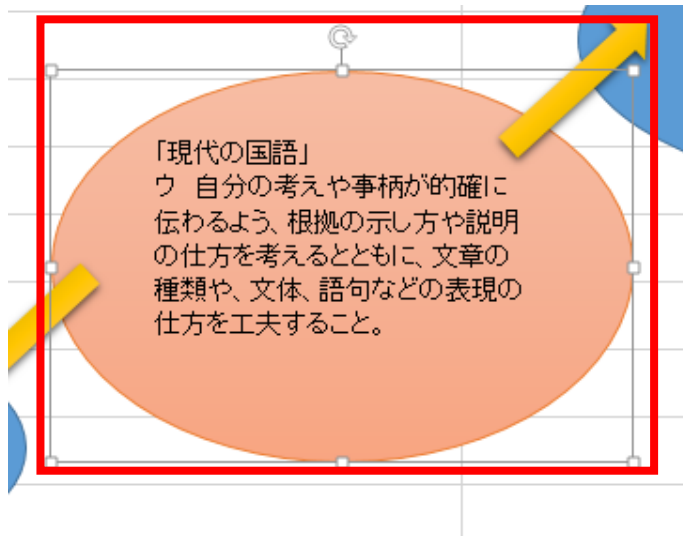 「現代の国語」
ウ　自分の考えや事柄が的確に
伝わるよう、根拠の示し方や説明
の仕方を考えるとともに、文章の
種類や、文体、語句などの表現の
仕方を工夫すること。